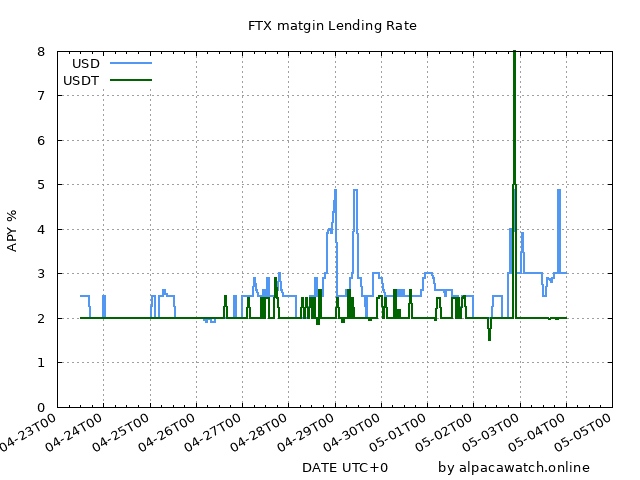 FTX matgin Lending Rate
USD
USDT
8
7
6
5
4
3
2
1
0
APY %
04-23T00
04-24T00
04-25T00
04-26T00
04-27T00
04-28T00
04-29T00
04-30T00
05-01T00
05-02T00
05-03T00
05-04T00
05-05T00
DATE UTC+0
by alpacawatch.online